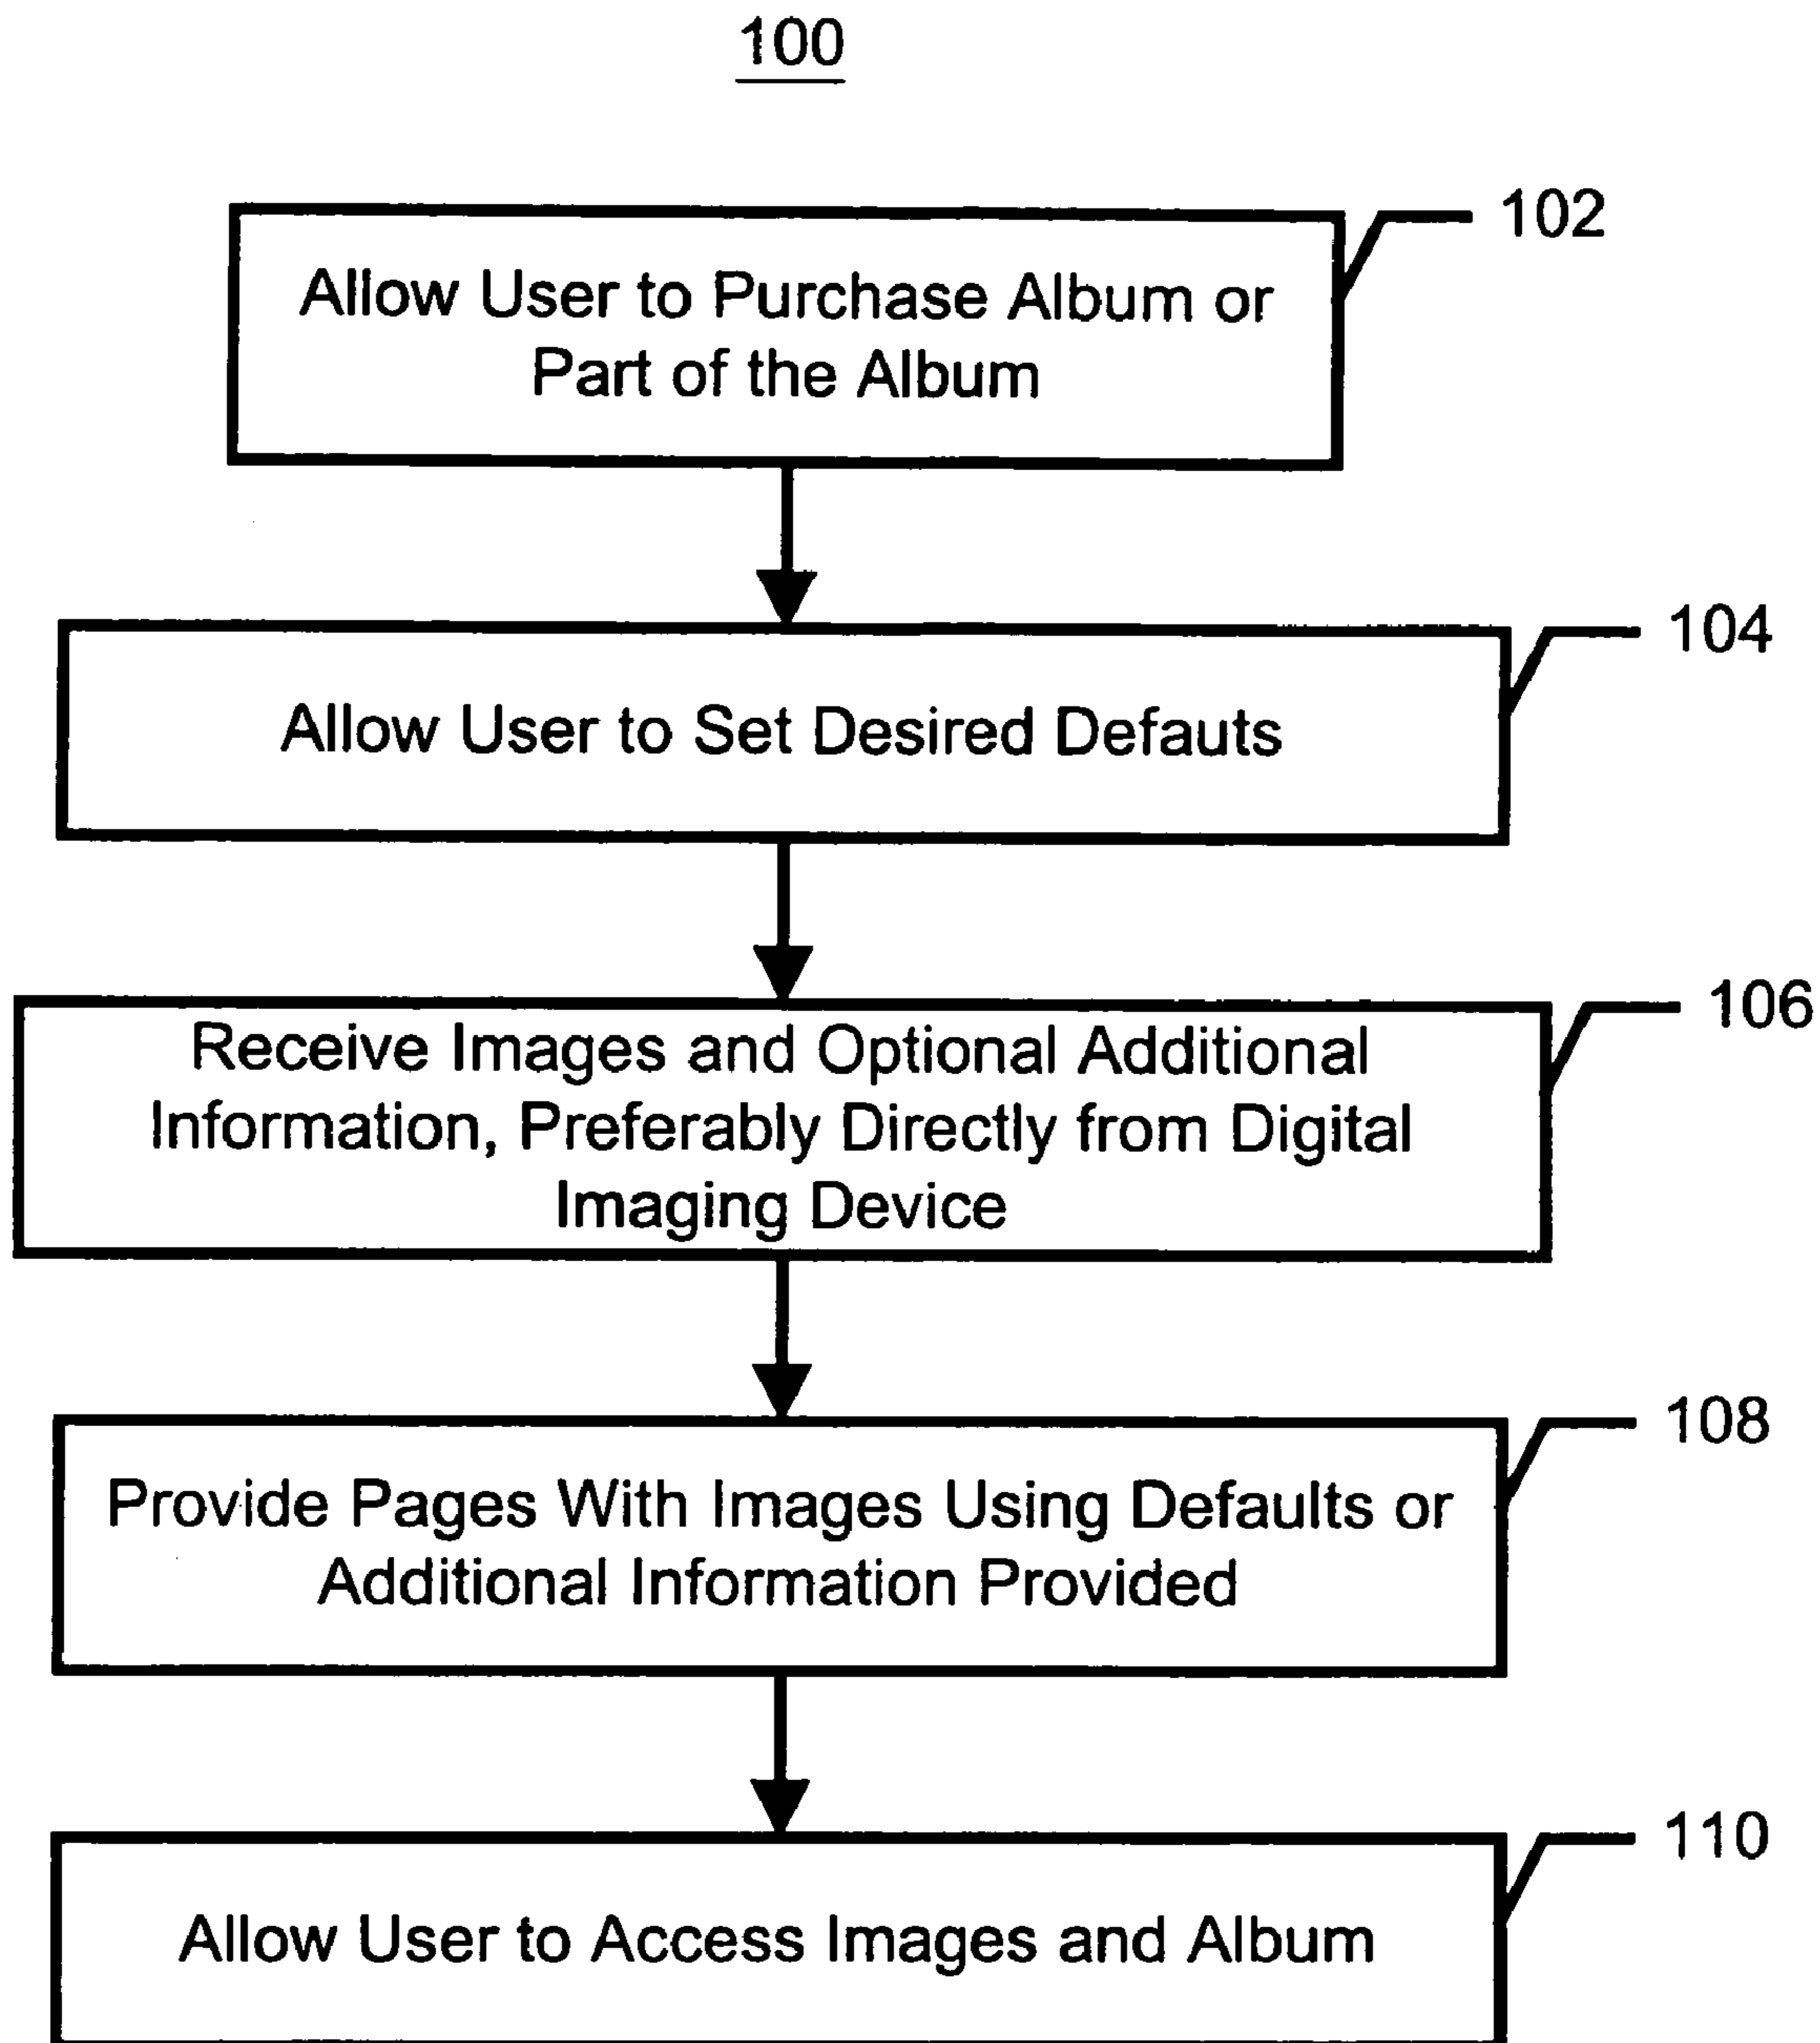 100
102
Allow User to Purchase Album or
Part of the Album
104
Allow User to Set Desired Defauts
106
Receive Images and Optional Additional
Information, Preferably Directly from Digital
Imaging Device
108
Provide Pages With Images Using Defaults or
Additional Information Provided
110
Allow User to Access Images and Album